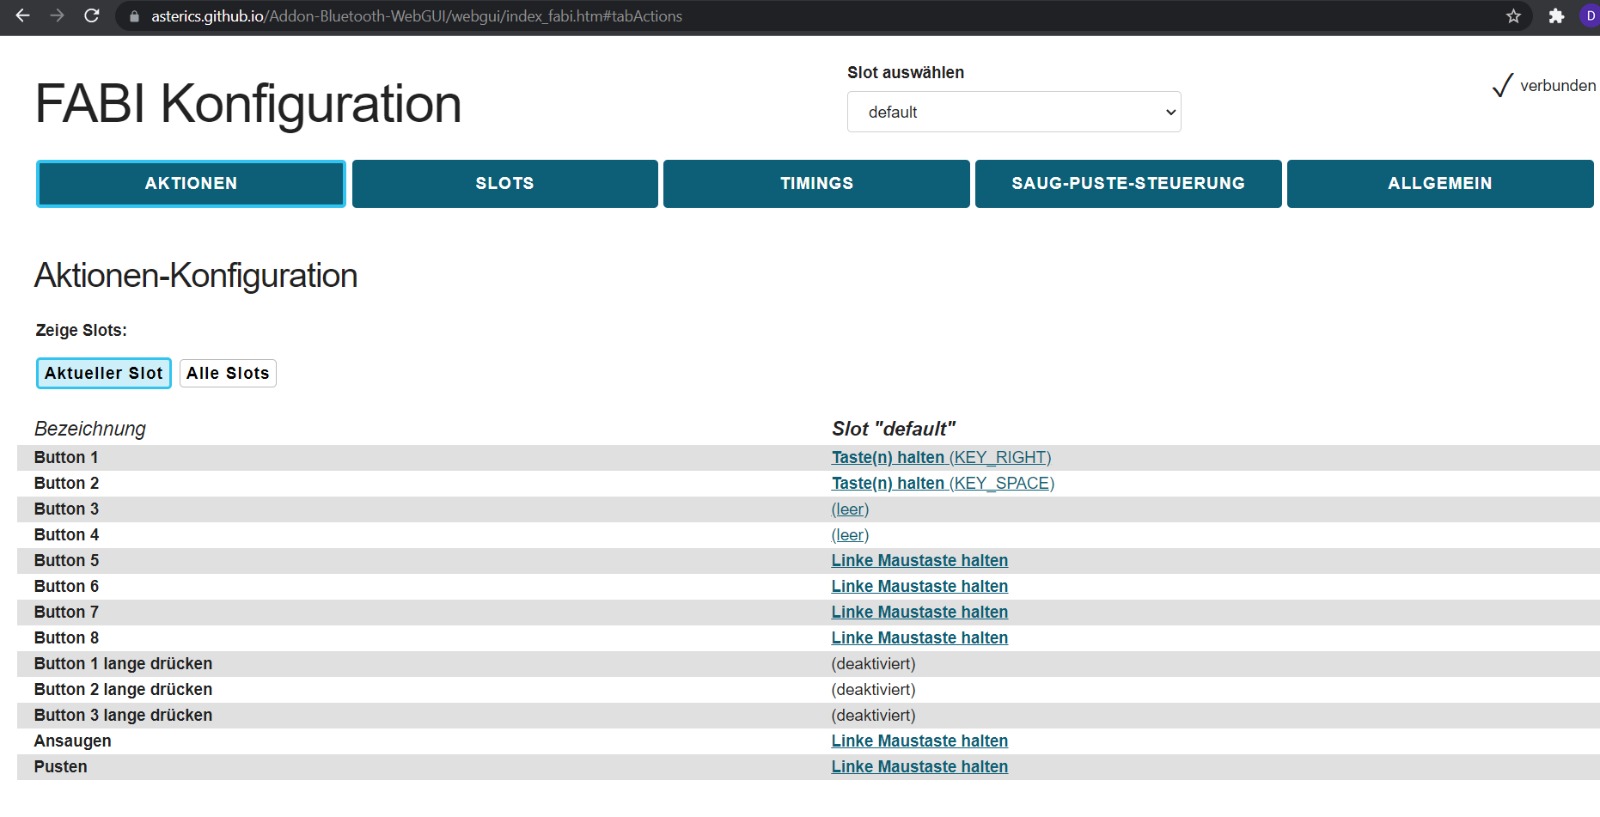 asterics.github.io/Addon-Bluetooth-WebGUI/webgui/index_fabi.htm#tabActions
D
FABI Konfiguration
Slot auswählen
default
verbunden
AKTIONEN
SLOTS
TIMINGS
SAUG-PUSTE-STEUERUNG
ALLGEMEIN
Aktionen-Konfiguration
Zeige Slots:
Aktueller Slot
Alle Slots
Bezeichnung Slot "default"
Button 1 Taste(n) halten (KEY_RIGHT)
Button 2 Taste(n) halten (KEY_SPACE)
Button 3 (leer)
Button 4 (leer)
Button 5 Linke Maustaste halten
Button 6 Linke Maustaste halten
Button 7 Linke Maustaste halten
Button 8 Linke Maustaste halten
Button 1 lange drücken (deaktiviert)
Button 2 lange drücken (deaktiviert)
Button 3 lange drücken (deaktiviert)
Ansaugen Linke Maustaste halten
Pusten Linke Maustaste halten